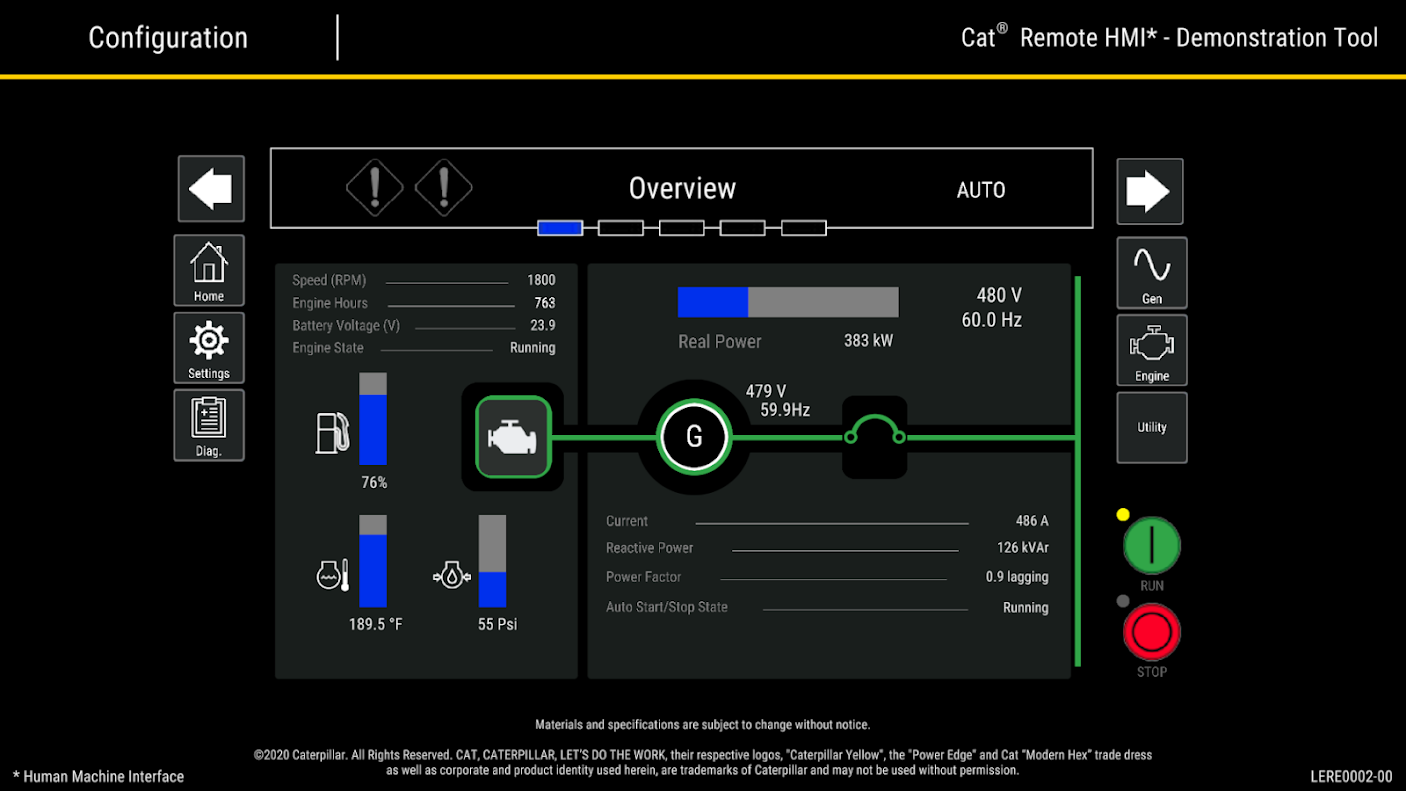 Configuration
Cat® Remote HMI* - Demonstration Tool
Overview
AUTO
Home
Settings
Diag.
Speed (RPM) 1800
Engine Hours 763
Battery Voltage (V) 23.9
Engine State Running
76%
189.5 °F
55 Psi
Real Power 383 kW
480 V
60.0 Hz
479 V
59.9Hz
G
Current 486 A
Reactive Power 126 kVAr
Power Factor 0.9 lagging
Auto Start/Stop State Running
Gen
Engine
Utility
RUN
STOP
Materials and specifications are subject to change without notice.
©2020 Caterpillar. All Rights Reserved. CAT, CATERPILLAR, LET'S DO THE WORK, their respective logos, "Caterpillar Yellow", the "Power Edge" and Cat "Modern Hex" trade dress
as well as corporate and product identity used herein, are trademarks of Caterpillar and may not be used without permission.
* Human Machine Interface
LERE0002-00